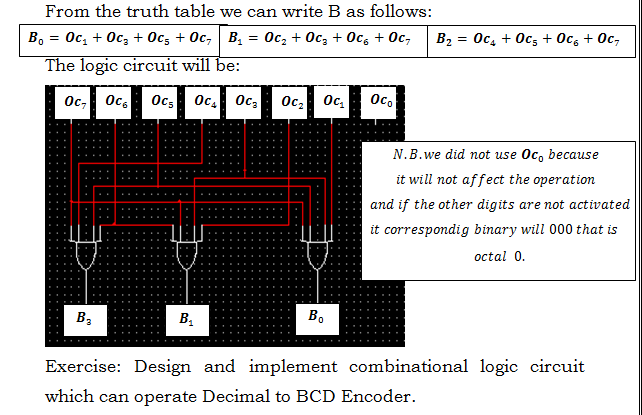 From the truth table we can write B as follows:
B₀ = Oc₁ + Oc₃ + Oc₅ + Oc₇ B₁ = Oc₂ + Oc₃ + Oc₆ + Oc₇ B₂ = Oc₄ + Oc₅ + Oc₆ + Oc₇
The logic circuit will be:
Oc₇ Oc₆ Oc₅ Oc₄ Oc₃ Oc₂ Oc₁ Oc₀
N.B.we did not use Oc₀ because
it will not affect the operation
and if the other digits are not activated
it correspondig binary will 000 that is
octal 0.
B₃ B₁ B₀
Exercise: Design and implement combinational logic circuit
which can operate Decimal to BCD Encoder.